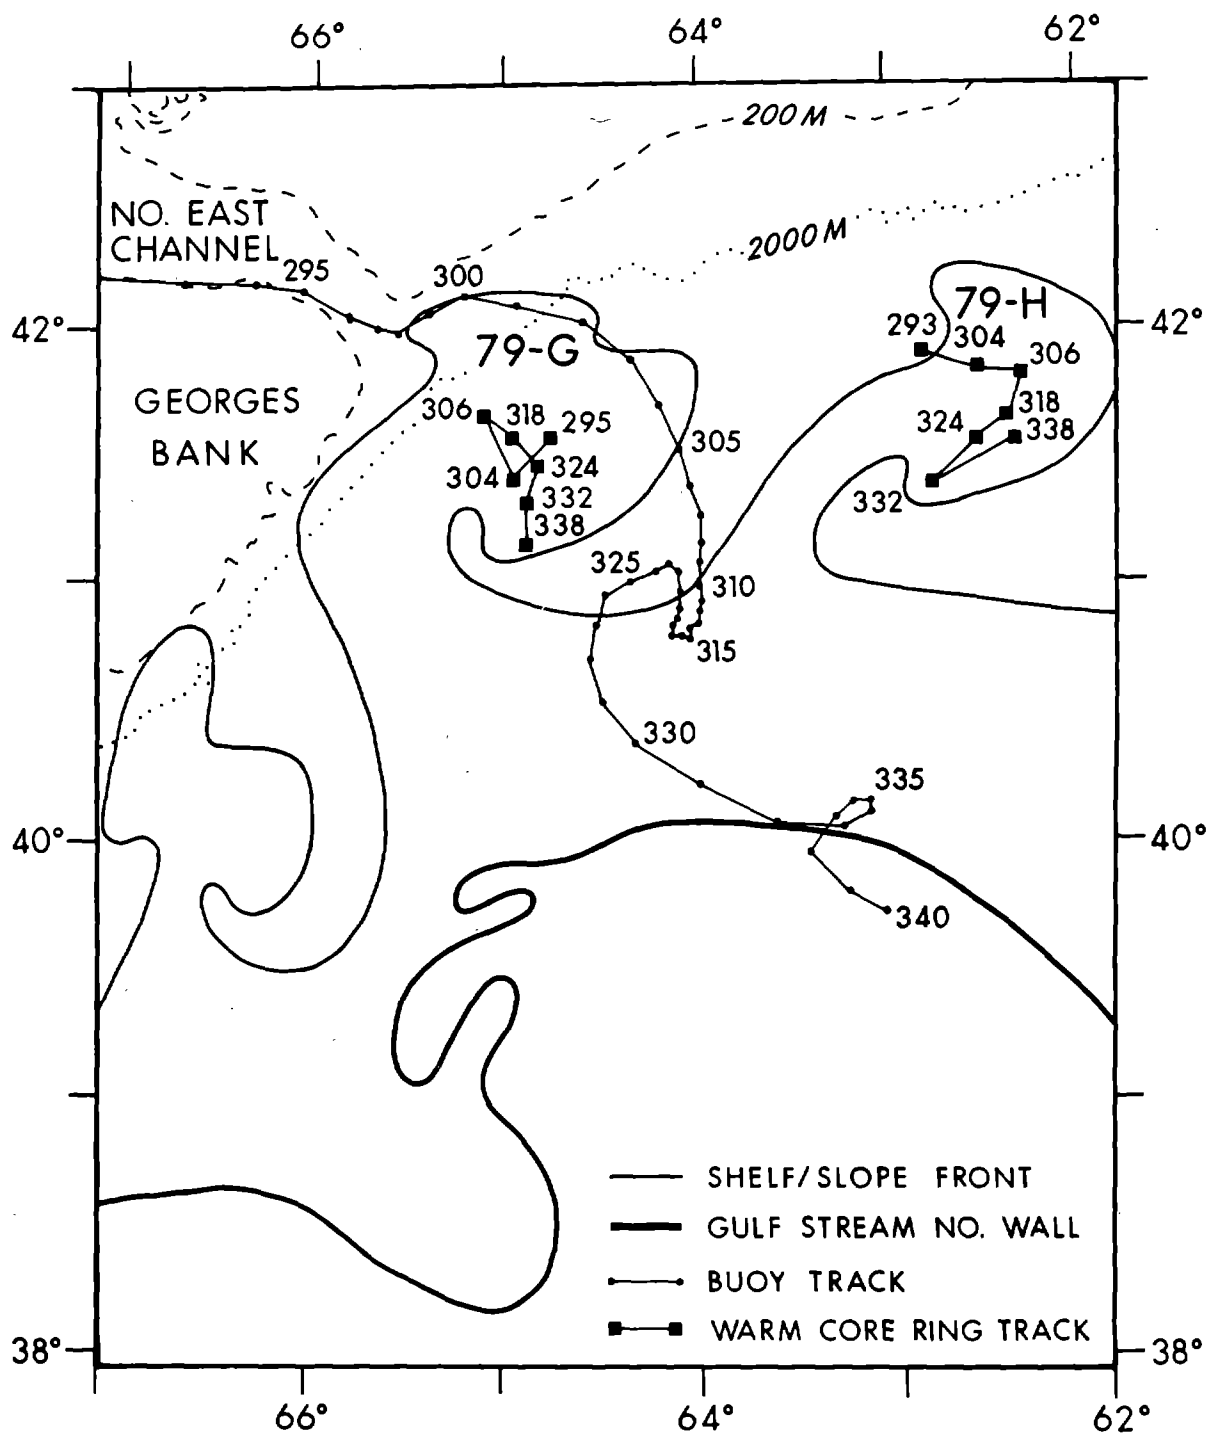 66° 64° 62°
200 M
NO. EAST
CHANNEL
2000 M
295 300
79-H
42° 293 304 42°
79-G 306
GEORGES
BANK
306 318 295 318
324 338
305
304 324
332 332
338
325
310
315
330
335
40° 40°
340
SHELF/SLOPE FRONT
GULF STREAM NO. WALL
BUOY TRACK
WARM CORE RING TRACK
38° 38°
66° 64° 62°